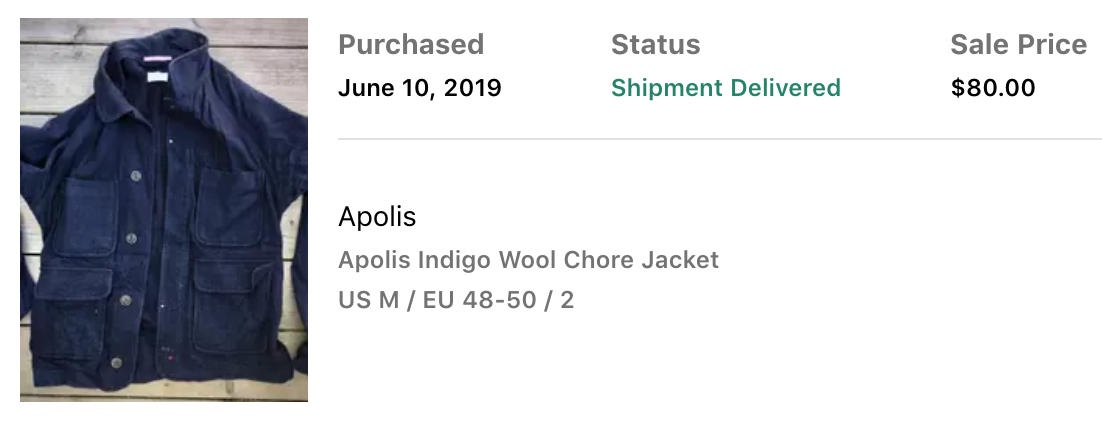 Purchased
June 10, 2019
Status
Shipment Delivered
Sale Price
$80.00
Apolis
Apolis Indigo Wool Chore Jacket
US M / EU 48-50 / 2